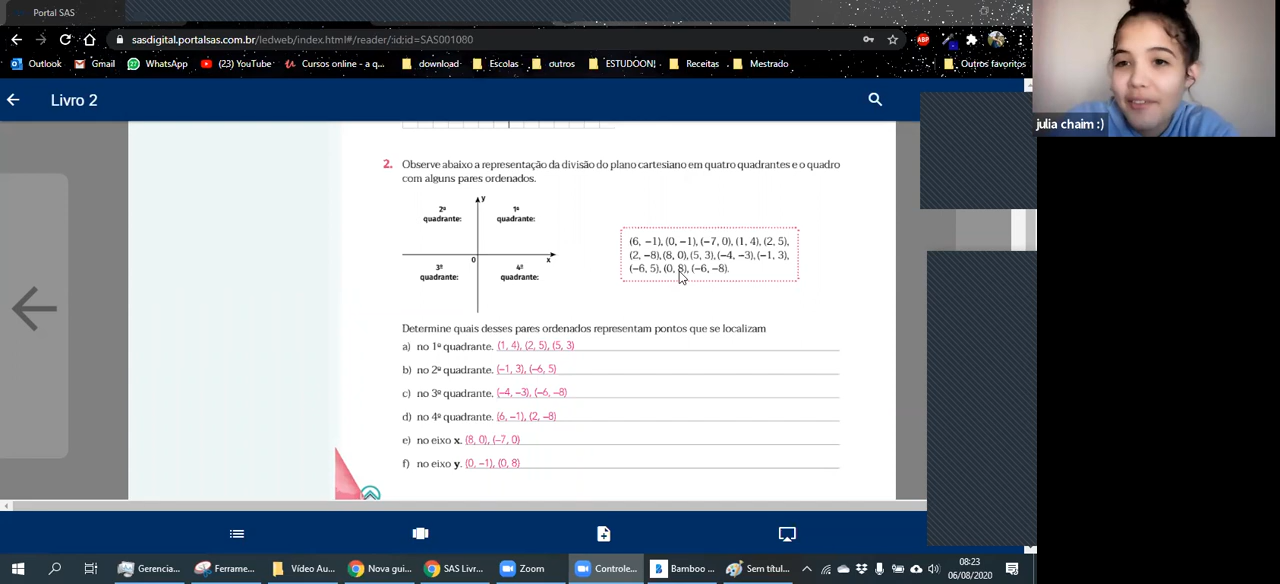 Portal SAS
sasdigital.portalsas.com.br/ledweb/index.html#/reader/:id;id=SAS001080
ABP
Outlook
Gmail
WhatsApp
(23) YouTube
Cursos online - a q...
download
Escolas
outros
ESTUDOON!
Receitas
Mestrado
Outros favoritos
Livro 2
julia chaim :)
2. Observe abaixo a representação da divisão do plano cartesiano em quatro quadrantes e o quadro
com alguns pares ordenados.
y
2º
quadrante:
1º
quadrante:
0
x
3º
quadrante:
4º
quadrante:
(6, –1), (0, –1), (–7, 0), (1, 4), (2, 5),
(2, –8), (8, 0), (5, 3), (–4, –3), (–1, 3),
(–6, 5), (0, 8), (–6, –8).
Determine quais desses pares ordenados representam pontos que se localizam
a) no 1º quadrante. (1, 4), (2, 5), (5, 3)
b) no 2º quadrante. (–1, 3), (–6, 5)
c) no 3º quadrante. (–4, –3), (–6, –8)
d) no 4º quadrante. (6, –1), (2, –8)
e) no eixo x. (8, 0), (–7, 0)
f) no eixo y. (0, –1), (0, 8)
Gerencia...
Ferrame...
Vídeo Au...
Nova gui...
SAS Livr...
Zoom
Controle...
Bamboo ...
Sem títul...
08:23
06/08/2020